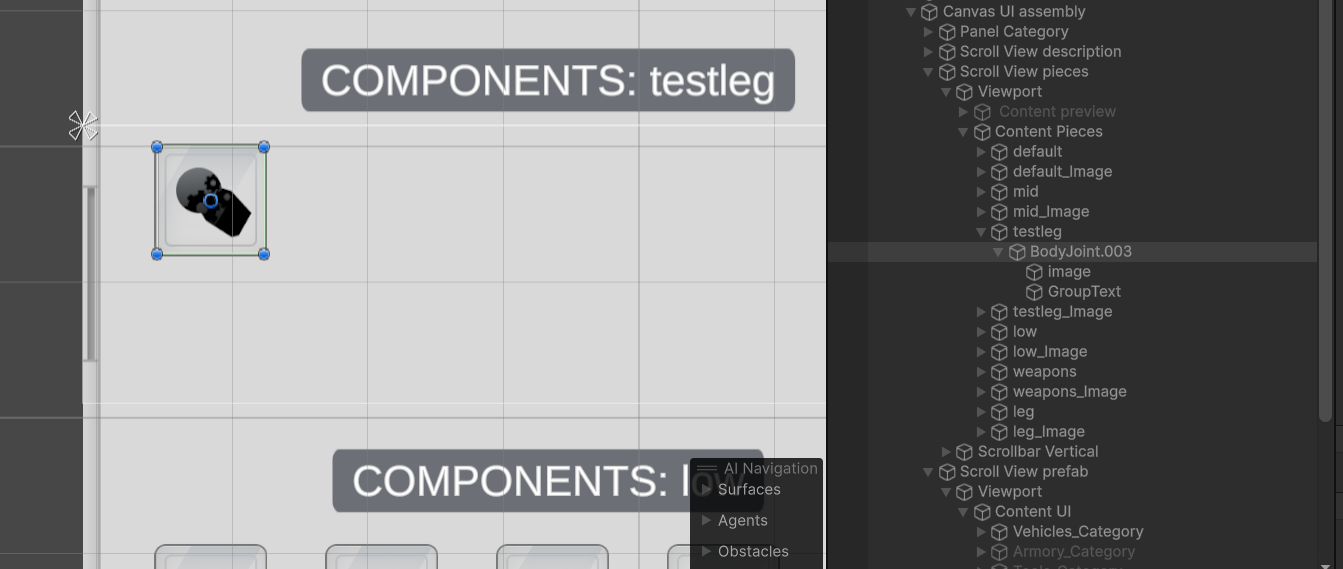 COMPONENTS: testleg
COMPONENTS: low
AI Navigation
Surfaces
Agents
Obstacles
Canvas UI assembly
Panel Category
Scroll View description
Scroll View pieces
Viewport
Content preview
Content Pieces
default
default_Image
mid
mid_Image
testleg
BodyJoint.003
image
GroupText
testleg_Image
low
low_Image
weapons
weapons_Image
leg
leg_Image
Scrollbar Vertical
Scroll View prefab
Viewport
Content UI
Vehicles_Category
Armory_Category